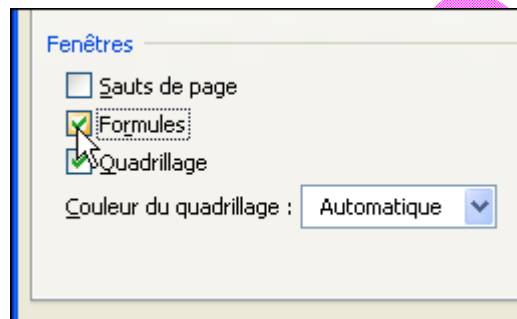 Fenêtres
Sauts de page
Formules
Quadrillage
Couleur du quadrillage : Automatique